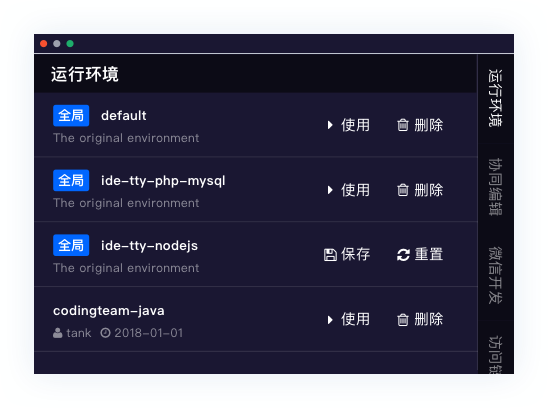 运行环境
全局 default
The original environment
使用 删除
全局 ide-tty-php-mysql
The original environment
使用 删除
全局 ide-tty-nodejs
The original environment
保存 重置
codingteam-java
tank 2018-01-01
使用 删除
运行环境
协同编辑
微信开发
访问链